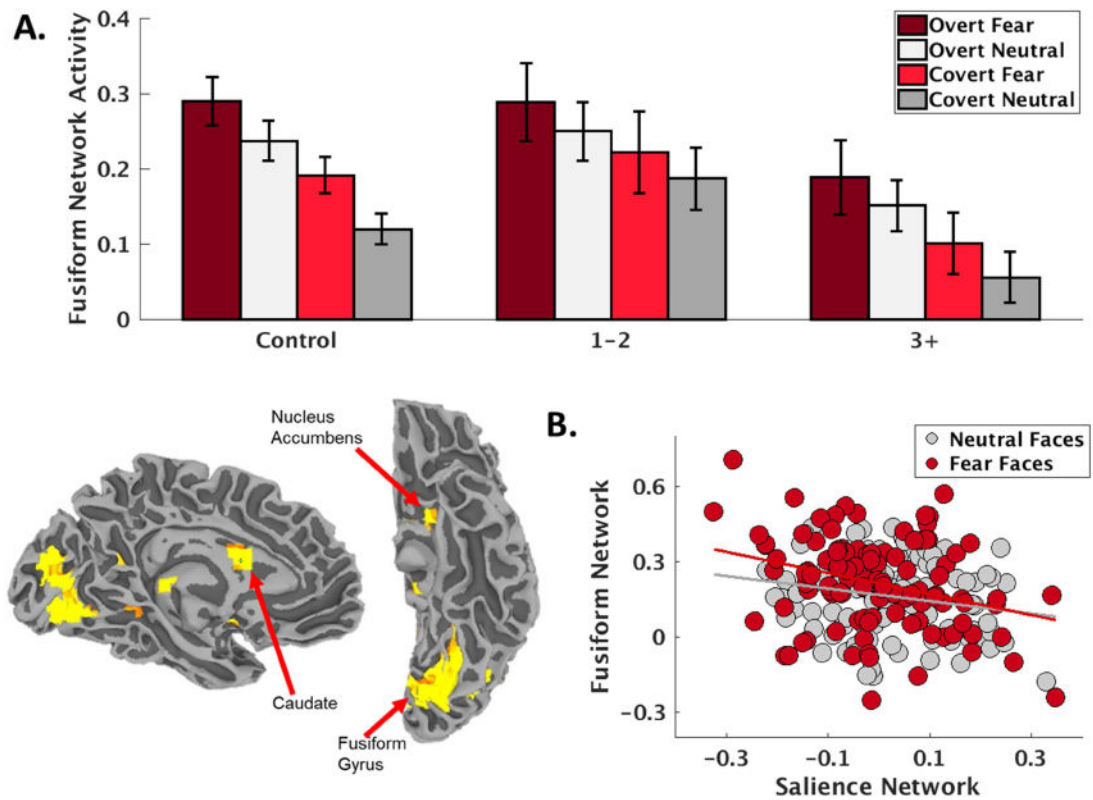 A.
Fusiform Network Activity
0.4
0.3
0.2
0.1
0
Overt Fear
Overt Neutral
Covert Fear
Covert Neutral
Control
1-2
3+
Nucleus
Accumbens
Caudate
Fusiform
Gyrus
B.
Neutral Faces
Fear Faces
Fusiform Network
0.6
0.3
0
-0.3
-0.3
-0.1
0.1
0.3
Salience Network